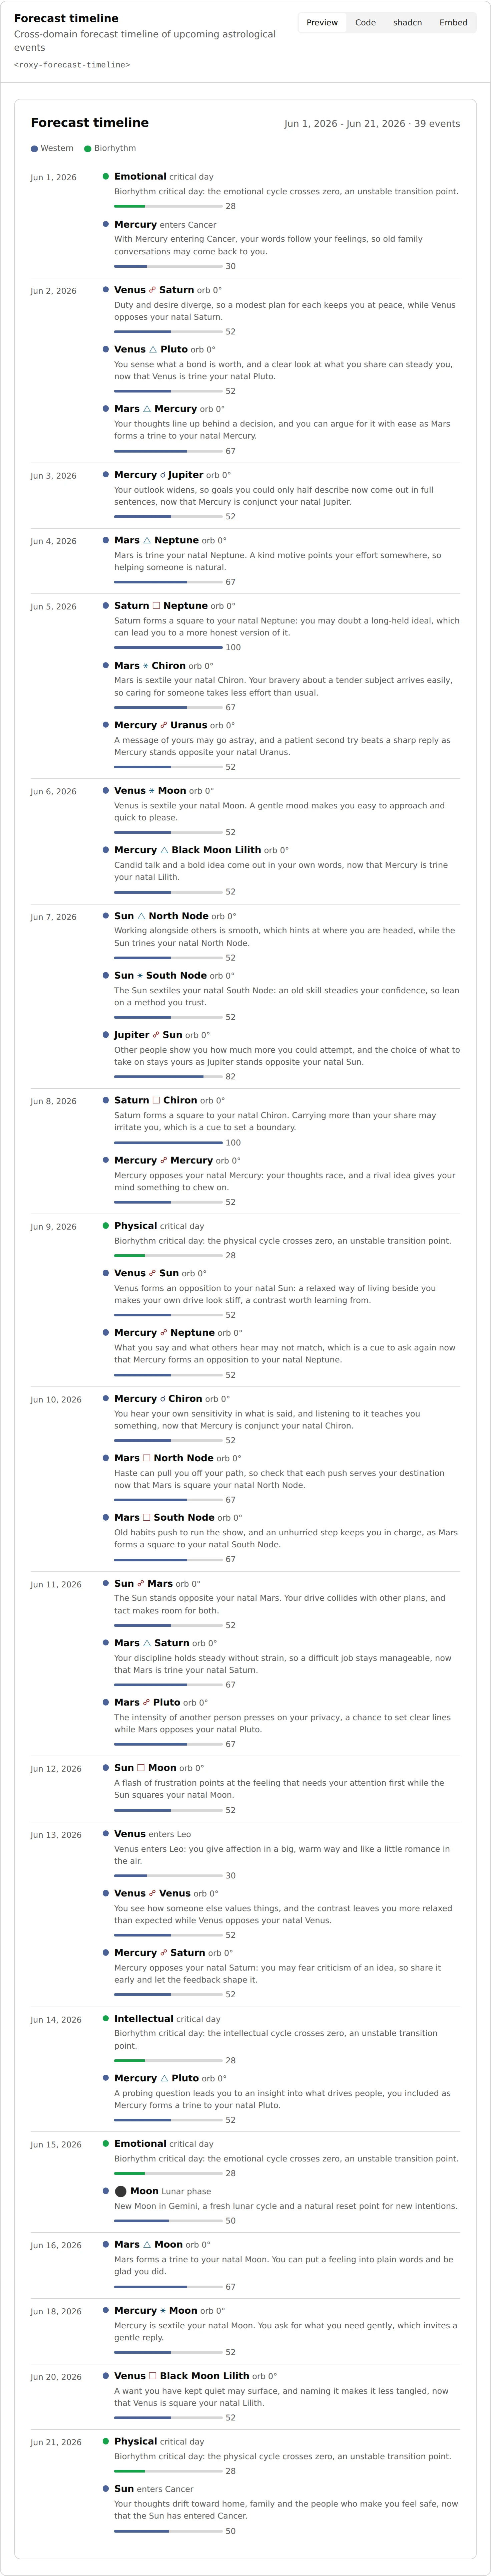 Forecast timeline
Cross-domain forecast timeline of upcoming astrological
events
<roxy-forecast-timeline>
Preview Code shadcn Embed
Forecast timeline
Jun 1, 2026 - Jun 21, 2026 · 39 events
Western Biorhythm
Jun 1, 2026
Emotional critical day
Biorhythm critical day: the emotional cycle crosses zero, an unstable transition point.
28
Mercury enters Cancer
With Mercury entering Cancer, your words follow your feelings, so old family
conversations may come back to you.
30
Jun 2, 2026
Venus ☍ Saturn orb 0°
Duty and desire diverge, so a modest plan for each keeps you at peace, while Venus
opposes your natal Saturn.
52
Venus △ Pluto orb 0°
You sense what a bond is worth, and a clear look at what you share can steady you,
now that Venus is trine your natal Pluto.
52
Mars △ Mercury orb 0°
Your thoughts line up behind a decision, and you can argue for it with ease as Mars
forms a trine to your natal Mercury.
67
Jun 3, 2026
Mercury ☌ Jupiter orb 0°
Your outlook widens, so goals you could only half describe now come out in full
sentences, now that Mercury is conjunct your natal Jupiter.
52
Jun 4, 2026
Mars △ Neptune orb 0°
Mars is trine your natal Neptune. A kind motive points your effort somewhere, so
helping someone is natural.
67
Jun 5, 2026
Saturn □ Neptune orb 0°
Saturn forms a square to your natal Neptune: you may doubt a long-held ideal, which
can lead you to a more honest version of it.
100
Mars ⚹ Chiron orb 0°
Mars is sextile your natal Chiron. Your bravery about a tender subject arrives easily,
so caring for someone takes less effort than usual.
67
Mercury ☍ Uranus orb 0°
A message of yours may go astray, and a patient second try beats a sharp reply as
Mercury stands opposite your natal Uranus.
52
Jun 6, 2026
Venus ⚹ Moon orb 0°
Venus is sextile your natal Moon. A gentle mood makes you easy to approach and
quick to please.
52
Mercury △ Black Moon Lilith orb 0°
Candid talk and a bold idea come out in your own words, now that Mercury is trine
your natal Lilith.
52
Jun 7, 2026
Sun △ North Node orb 0°
Working alongside others is smooth, which hints at where you are headed, while the
Sun trines your natal North Node.
52
Sun ⚹ South Node orb 0°
The Sun sextiles your natal South Node: an old skill steadies your confidence, so lean
on a method you trust.
52
Jupiter ☍ Sun orb 0°
Other people show you how much more you could attempt, and the choice of what to
take on stays yours as Jupiter stands opposite your natal Sun.
82
Jun 8, 2026
Saturn □ Chiron orb 0°
Saturn forms a square to your natal Chiron. Carrying more than your share may
irritate you, which is a cue to set a boundary.
100
Mercury ☍ Mercury orb 0°
Mercury opposes your natal Mercury: your thoughts race, and a rival idea gives your
mind something to chew on.
52
Jun 9, 2026
Physical critical day
Biorhythm critical day: the physical cycle crosses zero, an unstable transition point.
28
Venus ☍ Sun orb 0°
Venus forms an opposition to your natal Sun: a relaxed way of living beside you
makes your own drive look stiff, a contrast worth learning from.
52
Mercury ☍ Neptune orb 0°
What you say and what others hear may not match, which is a cue to ask again now
that Mercury forms an opposition to your natal Neptune.
52
Jun 10, 2026
Mercury ☌ Chiron orb 0°
You hear your own sensitivity in what is said, and listening to it teaches you
something, now that Mercury is conjunct your natal Chiron.
52
Mars □ North Node orb 0°
Haste can pull you off your path, so check that each push serves your destination
now that Mars is square your natal North Node.
67
Mars □ South Node orb 0°
Old habits push to run the show, and an unhurried step keeps you in charge, as Mars
forms a square to your natal South Node.
67
Jun 11, 2026
Sun ☍ Mars orb 0°
The Sun stands opposite your natal Mars. Your drive collides with other plans, and
tact makes room for both.
52
Mars △ Saturn orb 0°
Your discipline holds steady without strain, so a difficult job stays manageable, now
that Mars is trine your natal Saturn.
67
Mars ☍ Pluto orb 0°
The intensity of another person presses on your privacy, a chance to set clear lines
while Mars opposes your natal Pluto.
67
Jun 12, 2026
Sun □ Moon orb 0°
A flash of frustration points at the feeling that needs your attention first while the
Sun squares your natal Moon.
52
Jun 13, 2026
Venus enters Leo
Venus enters Leo: you give affection in a big, warm way and like a little romance in
the air.
30
Venus ☍ Venus orb 0°
You see how someone else values things, and the contrast leaves you more relaxed
than expected while Venus opposes your natal Venus.
52
Mercury ☍ Saturn orb 0°
Mercury opposes your natal Saturn: you may fear criticism of an idea, so share it
early and let the feedback shape it.
52
Jun 14, 2026
Intellectual critical day
Biorhythm critical day: the intellectual cycle crosses zero, an unstable transition
point.
28
Mercury △ Pluto orb 0°
A probing question leads you to an insight into what drives people, you included as
Mercury forms a trine to your natal Pluto.
52
Jun 15, 2026
Emotional critical day
Biorhythm critical day: the emotional cycle crosses zero, an unstable transition point.
28
Moon Lunar phase
New Moon in Gemini, a fresh lunar cycle and a natural reset point for new intentions.
50
Jun 16, 2026
Mars △ Moon orb 0°
Mars forms a trine to your natal Moon. You can put a feeling into plain words and be
glad you did.
67
Jun 18, 2026
Mercury ⚹ Moon orb 0°
Mercury is sextile your natal Moon. You ask for what you need gently, which invites a
gentle reply.
52
Jun 20, 2026
Venus □ Black Moon Lilith orb 0°
A want you have kept quiet may surface, and naming it makes it less tangled, now
that Venus is square your natal Lilith.
52
Jun 21, 2026
Physical critical day
Biorhythm critical day: the physical cycle crosses zero, an unstable transition point.
28
Sun enters Cancer
Your thoughts drift toward home, family and the people who make you feel safe, now
that the Sun has entered Cancer.
50